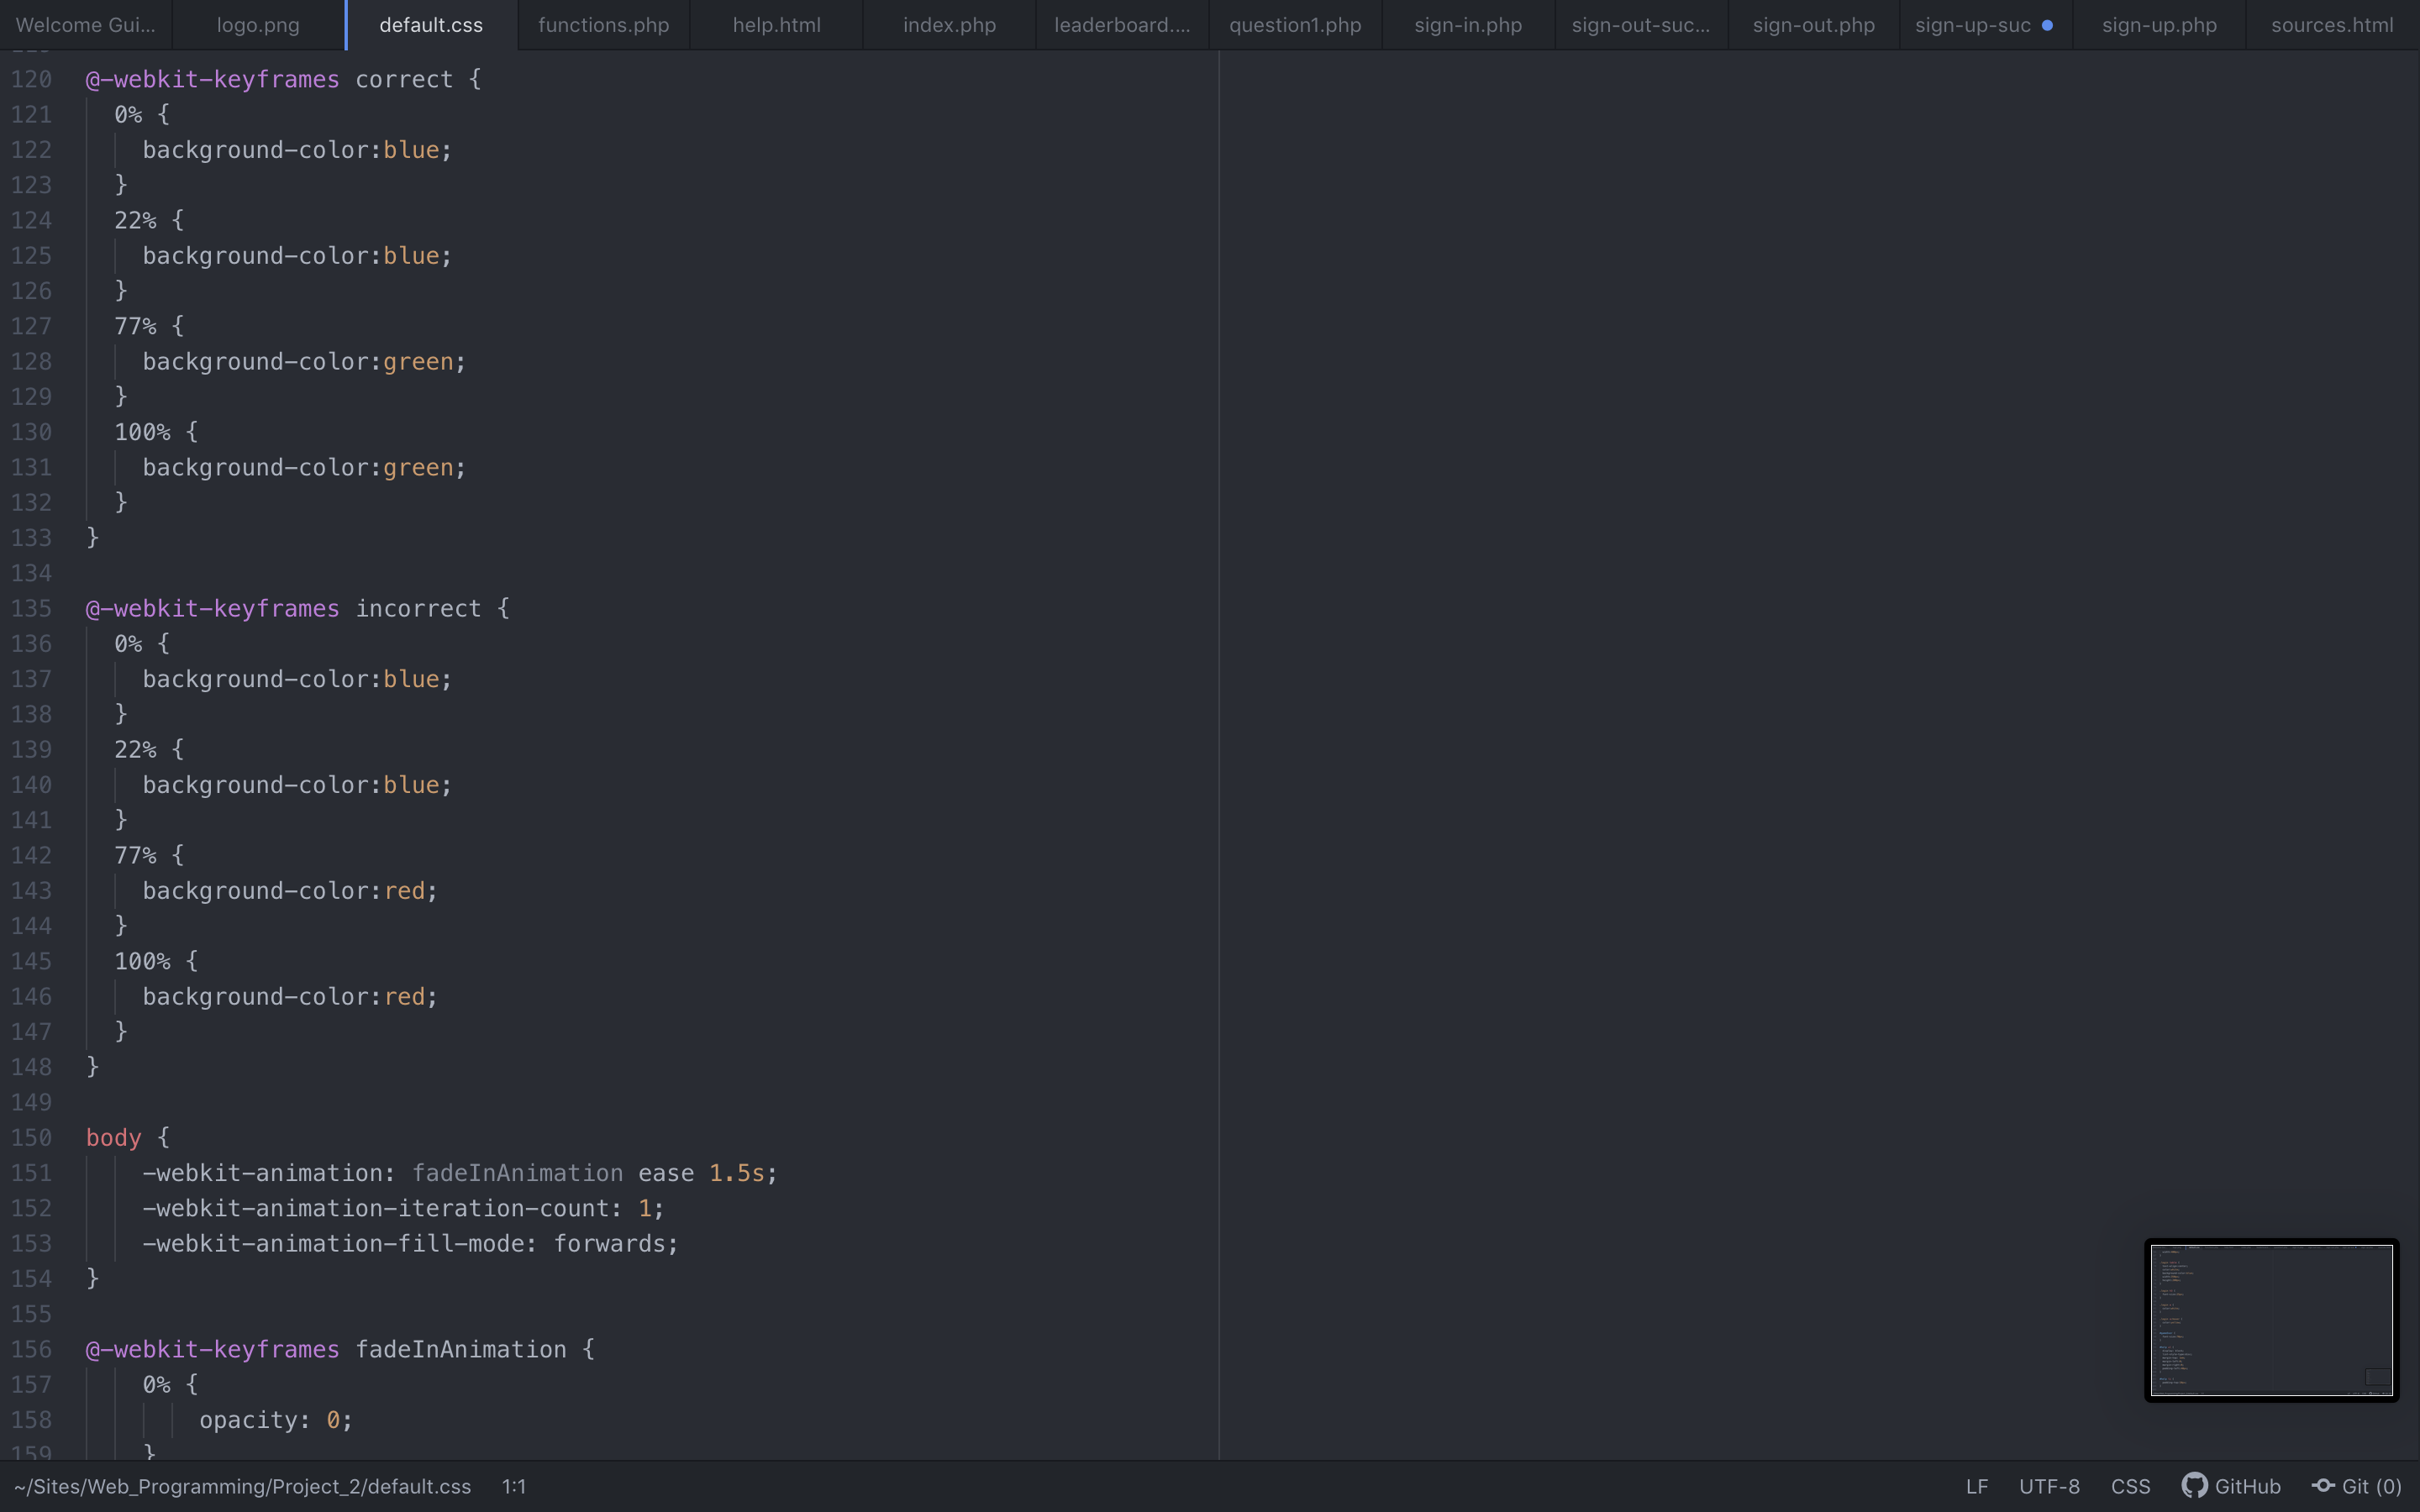 Welcome Gui... logo.png default.css functions.php help.html index.php leaderboard.... question1.php sign-in.php sign-out-suc... sign-out.php sign-up-suc sign-up.php sources.html
120 @-webkit-keyframes correct {
121   0% {
122     background-color:blue;
123   }
124   22% {
125     background-color:blue;
126   }
127   77% {
128     background-color:green;
129   }
130   100% {
131     background-color:green;
132   }
133 }
134
135 @-webkit-keyframes incorrect {
136   0% {
137     background-color:blue;
138   }
139   22% {
140     background-color:blue;
141   }
142   77% {
143     background-color:red;
144   }
145   100% {
146     background-color:red;
147   }
148 }
149
150 body {
151     -webkit-animation: fadeInAnimation ease 1.5s;
152     -webkit-animation-iteration-count: 1;
153     -webkit-animation-fill-mode: forwards;
154 }
155
156 @-webkit-keyframes fadeInAnimation {
157     0% {
158         opacity: 0;
159     }
~/Sites/Web_Programming/Project_2/default.css 1:1 LF UTF-8 CSS GitHub Git (0)